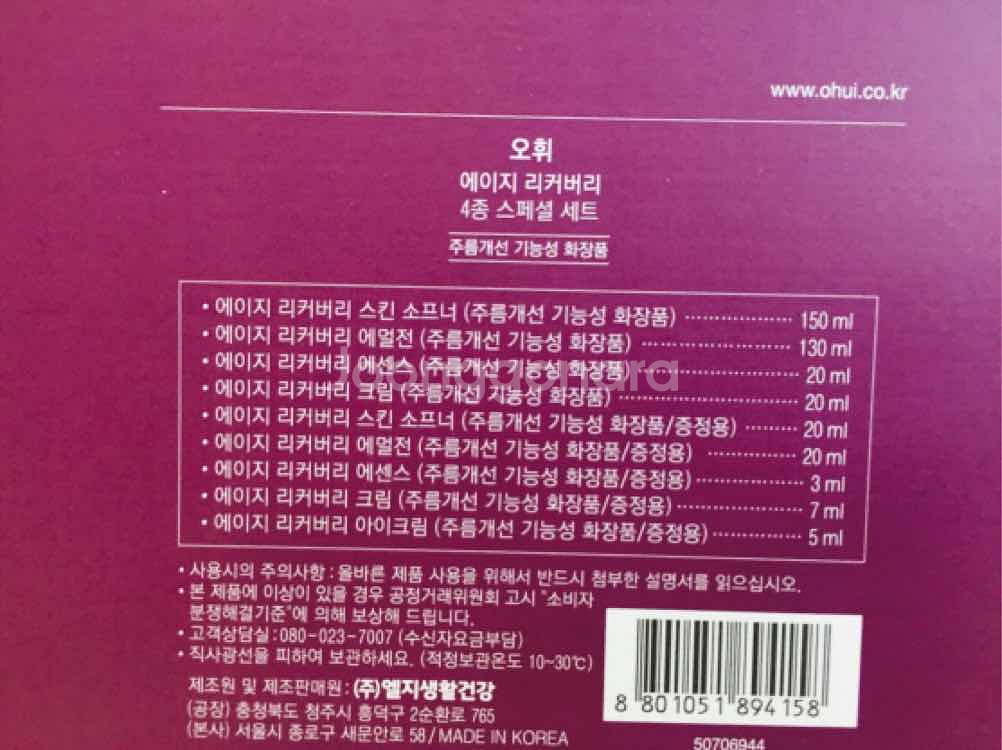 www.ohui.co.kr
오휘
에이지 리커버리
4종 스페셜 세트
주름개선 기능성 화장품
• 에이지 리커버리 스킨 소프너 (주름개선 기능성 화장품) ·················· 150 ml
• 에이지 리커버리 에멀전 (주름개선 기능성 화장품) ························· 130 ml
• 에이지 리커버리 에센스 (주름개선 기능성 화장품) ························· 20 ml
• 에이지 리커버리 크림 (주름개선 기능성 화장품) ···························· 20 ml
• 에이지 리커버리 스킨 소프너 (주름개선 기능성 화장품/증정용) ········· 20 ml
• 에이지 리커버리 에멀전 (주름개선 기능성 화장품/증정용) ··············· 20 ml
• 에이지 리커버리 에센스 (주름개선 기능성 화장품/증정용) ················· 3 ml
• 에이지 리커버리 크림 (주름개선 기능성 화장품/증정용) ···················· 7 ml
• 에이지 리커버리 아이크림 (주름개선 기능성 화장품/증정용) ··············· 5 ml
joonggonara
• 사용시의 주의사항 : 올바른 제품 사용을 위해서 반드시 첨부한 설명서를 읽으십시오.
• 본 제품에 이상이 있을 경우 공정거래위원회 고시 "소비자
분쟁해결기준"에 의해 보상해 드립니다.
• 고객상담실 : 080-023-7007 (수신자요금부담)
• 직사광선을 피하여 보관하세요. (적정보관온도 10~30℃)
제조원 및 제조판매원 : (주)엘지생활건강
(공장) 충청북도 청주시 흥덕구 2순환로 765
(본사) 서울시 종로구 새문안로 58 / MADE IN KOREA
8 801051 894158
50706944